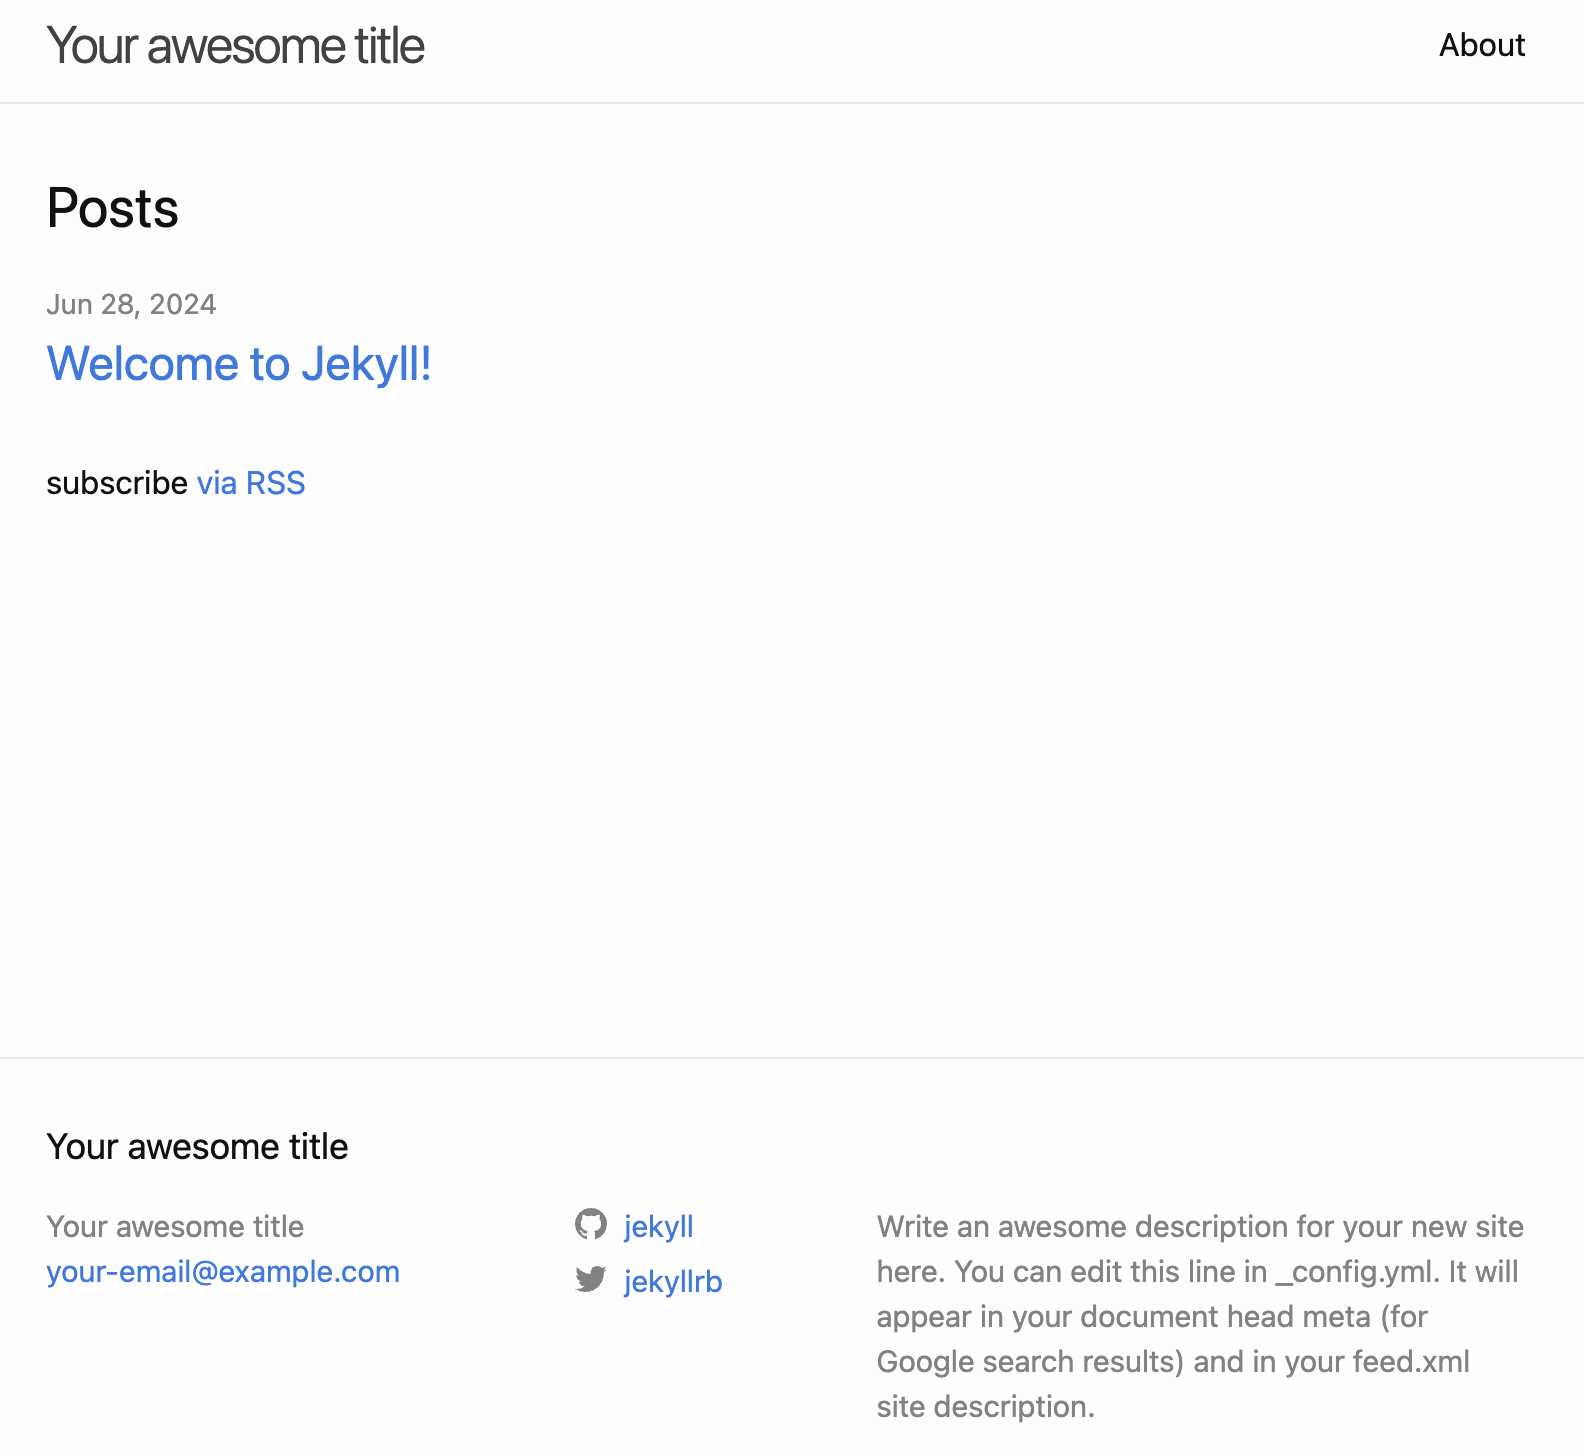 Your awesome title
About
Posts
Jun 28, 2024
Welcome to Jekyll!
subscribe via RSS
Your awesome title
Your awesome title
your-email@example.com
jekyll
jekyllrb
Write an awesome description for your new site
here. You can edit this line in _config.yml. It will
appear in your document head meta (for
Google search results) and in your feed.xml
site description.